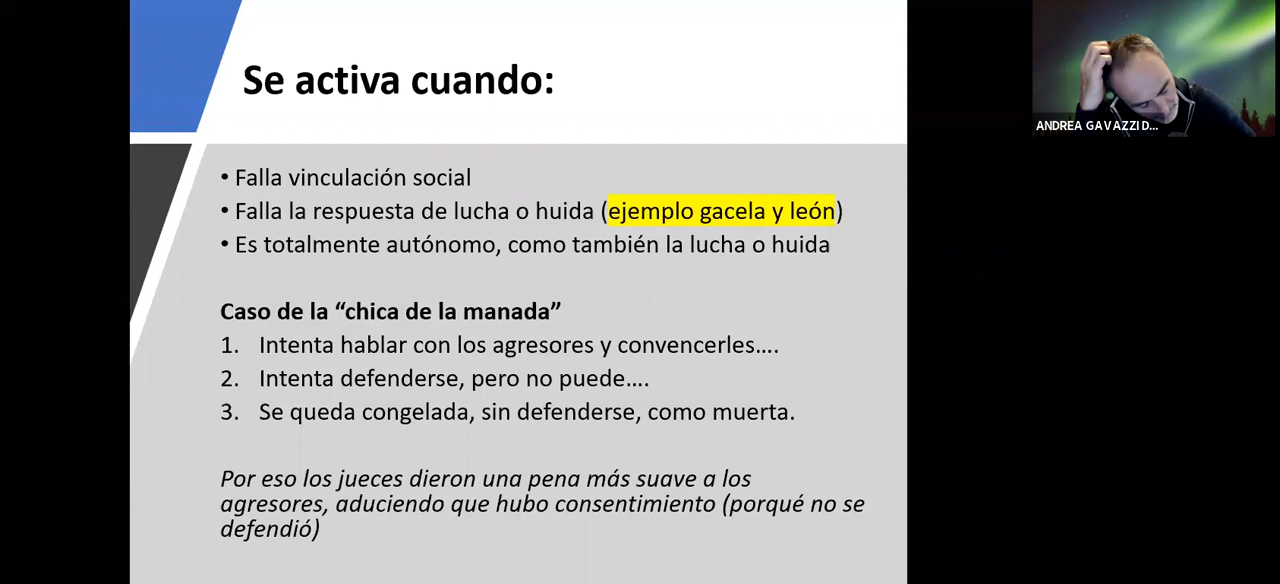 Se activa cuando:
• Falla vinculación social
• Falla la respuesta de lucha o huida (ejemplo gacela y león)
• Es totalmente autónomo, como también la lucha o huida
Caso de la “chica de la manada”
1. Intenta hablar con los agresores y convencerles….
2. Intenta defenderse, pero no puede….
3. Se queda congelada, sin defenderse, como muerta.
Por eso los jueces dieron una pena más suave a los
agresores, aduciendo que hubo consentimiento (porqué no se
defendió)
ANDREA GAVAZZI D...